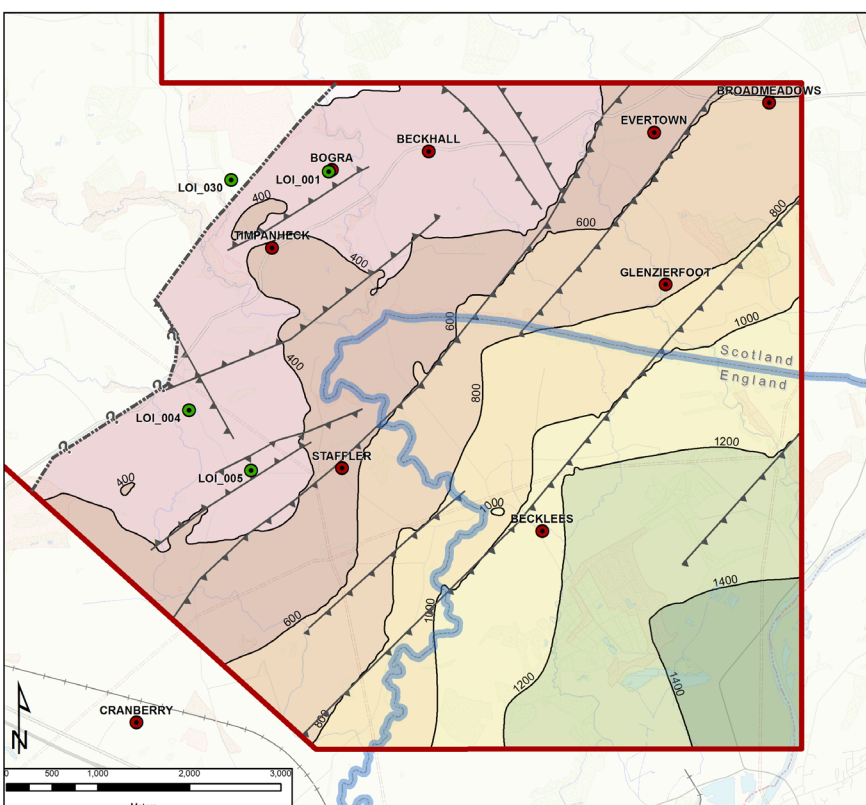 BROADMEADOWS
EVERTOWN
BECKHALL
BOGRA
LOI_001
LOI_030
400
800
600
TIMPANHECK
400
GLENZIERFOOT
1000
600
Scotland
England
400
800
LOI_004
1200
STAFFLER
LOI_005
400
1000
BECKLEES
1400
1000
600
1200
1400
CRANBERRY
800
N
0 500 1,000 2,000 3,000